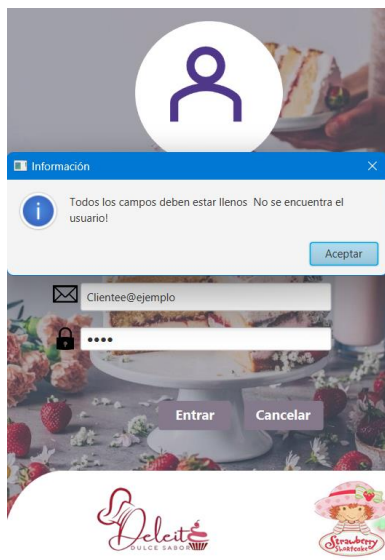 Información
Todos los campos deben estar llenos  No se encuentra el
usuario!
Aceptar
Clientee@ejemplo
••••
Entrar
Cancelar
Deleite
DULCE SABOR
Strawberry
Shortcake